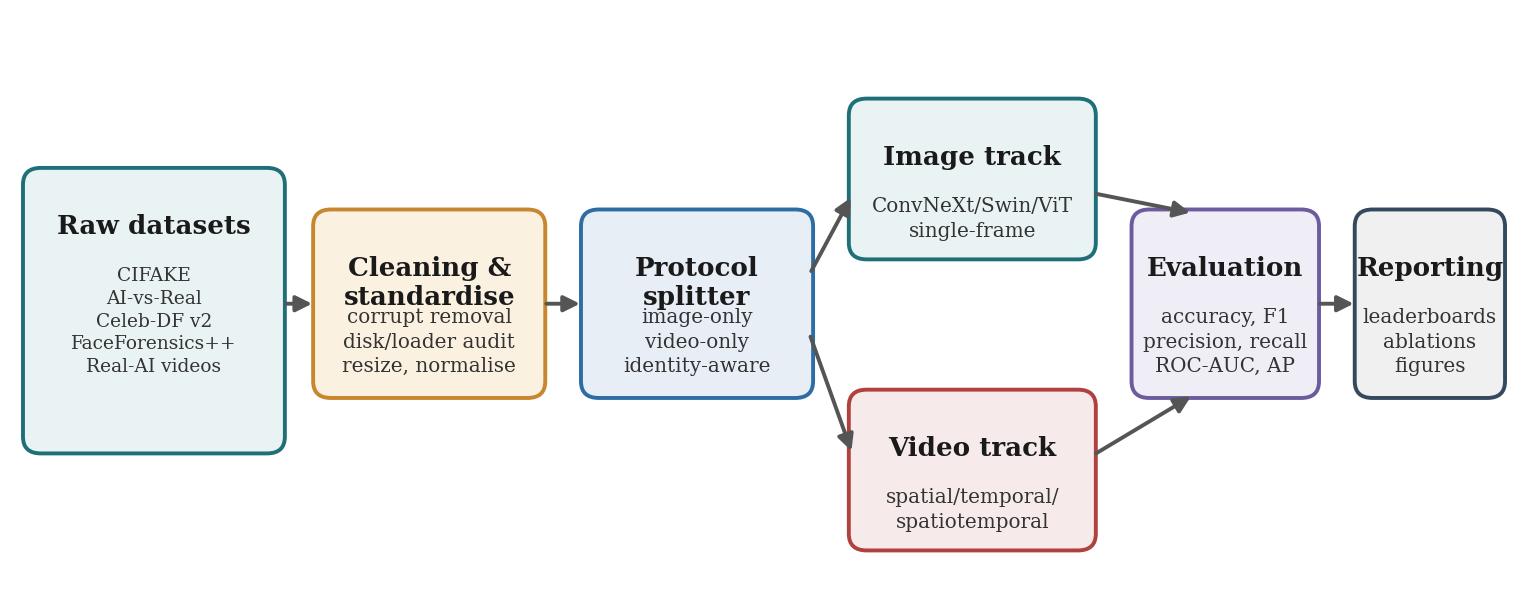 Raw datasets
CIFAKE
AI-vs-Real
Celeb-DF v2
FaceForensics++
Real-AI videos
Cleaning &
standardise
corrupt removal
disk/loader audit
resize, normalise
Protocol
splitter
image-only
video-only
identity-aware
Image track
ConvNeXt/Swin/ViT
single-frame
Video track
spatial/temporal/
spatiotemporal
Evaluation
accuracy, F1
precision, recall
ROC-AUC, AP
Reporting
leaderboards
ablations
figures